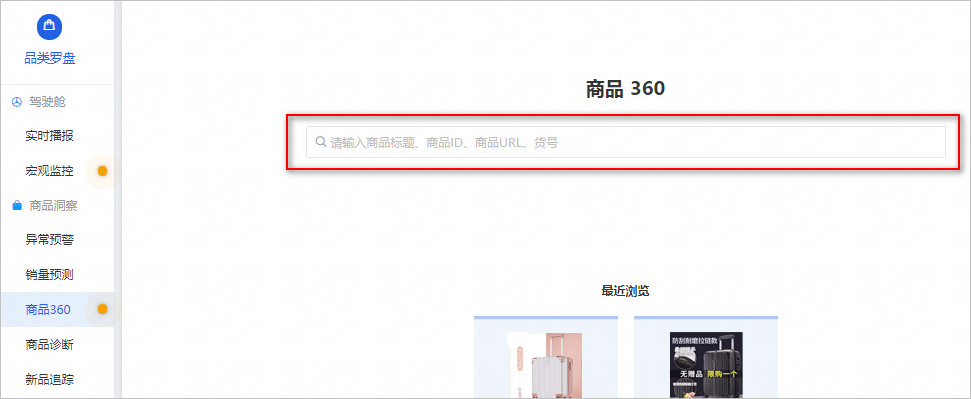 品类罗盘
驾驶舱
实时播报
宏观监控
商品洞察
异常预警
销量预测
商品360
商品诊断
新品追踪
商品 360
请输入商品标题、商品ID、商品URL、货号
最近浏览
防刮耐磨拉链款
无赠品 限购一个